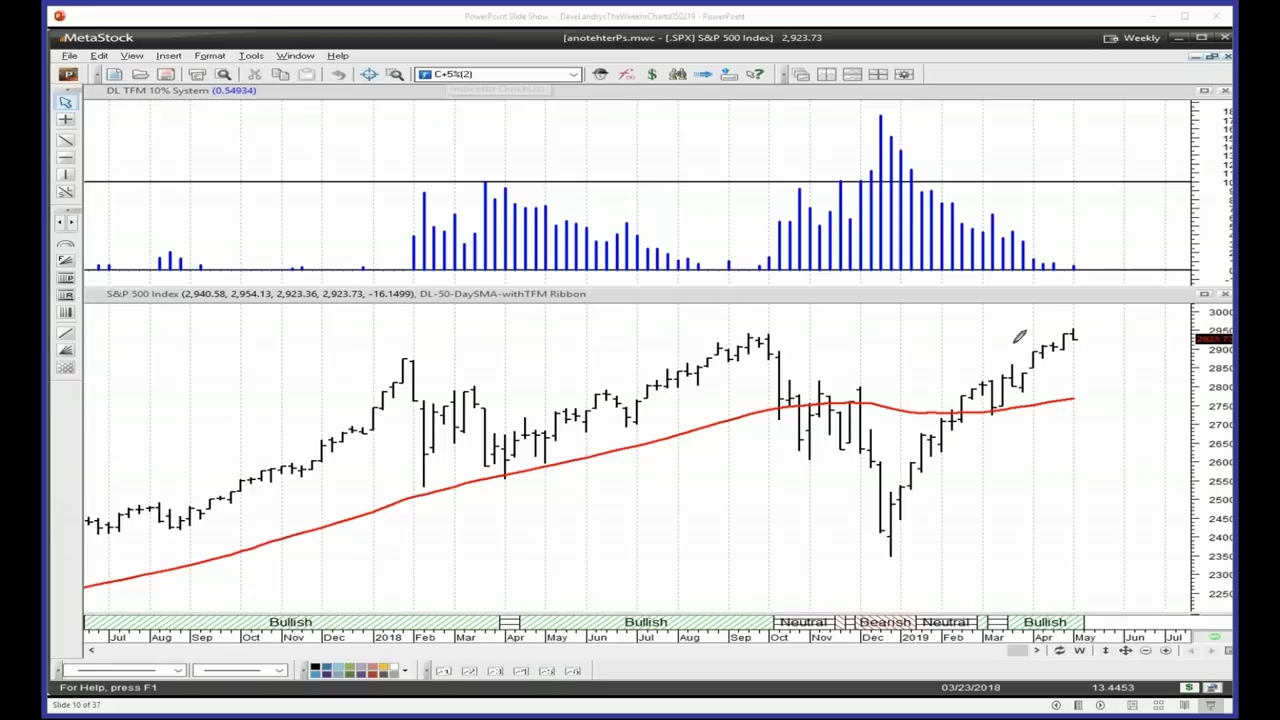 PowerPoint Slide Show - DaveLandrysTheWeekInCharts050219 - PowerPoint
MetaStock
[anotehterPs.mwc - [.SPX] S&P 500 Index] 2,923.73
Weekly
File Edit View Insert Format Tools Window Help
C+5%(2)
DL TFM 10% System (0.54934)
10
S&P 500 Index (2,940.58, 2,954.13, 2,923.36, 2,923.73, -16.1499), DL-50-DaySMA-withTFM Ribbon
3000
2950
2923.73
2900
2850
2800
2750
2700
2650
2600
2550
2500
2450
2400
2350
2300
2250
Bullish Bullish Neutral Bearish Neutral Bullish
Jul Aug Sep Oct Nov Dec 2018 Feb Mar Apr May Jun Jul Aug Sep Oct Nov Dec 2019 Feb Mar Apr May Jun Jul
For Help, press F1
03/23/2018
13.4453
Slide 10 of 37